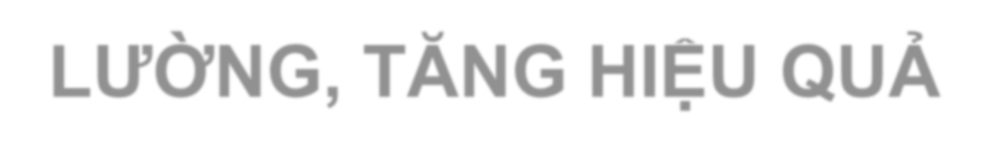 LƯỜNG, TĂNG HIỆU QUẢ